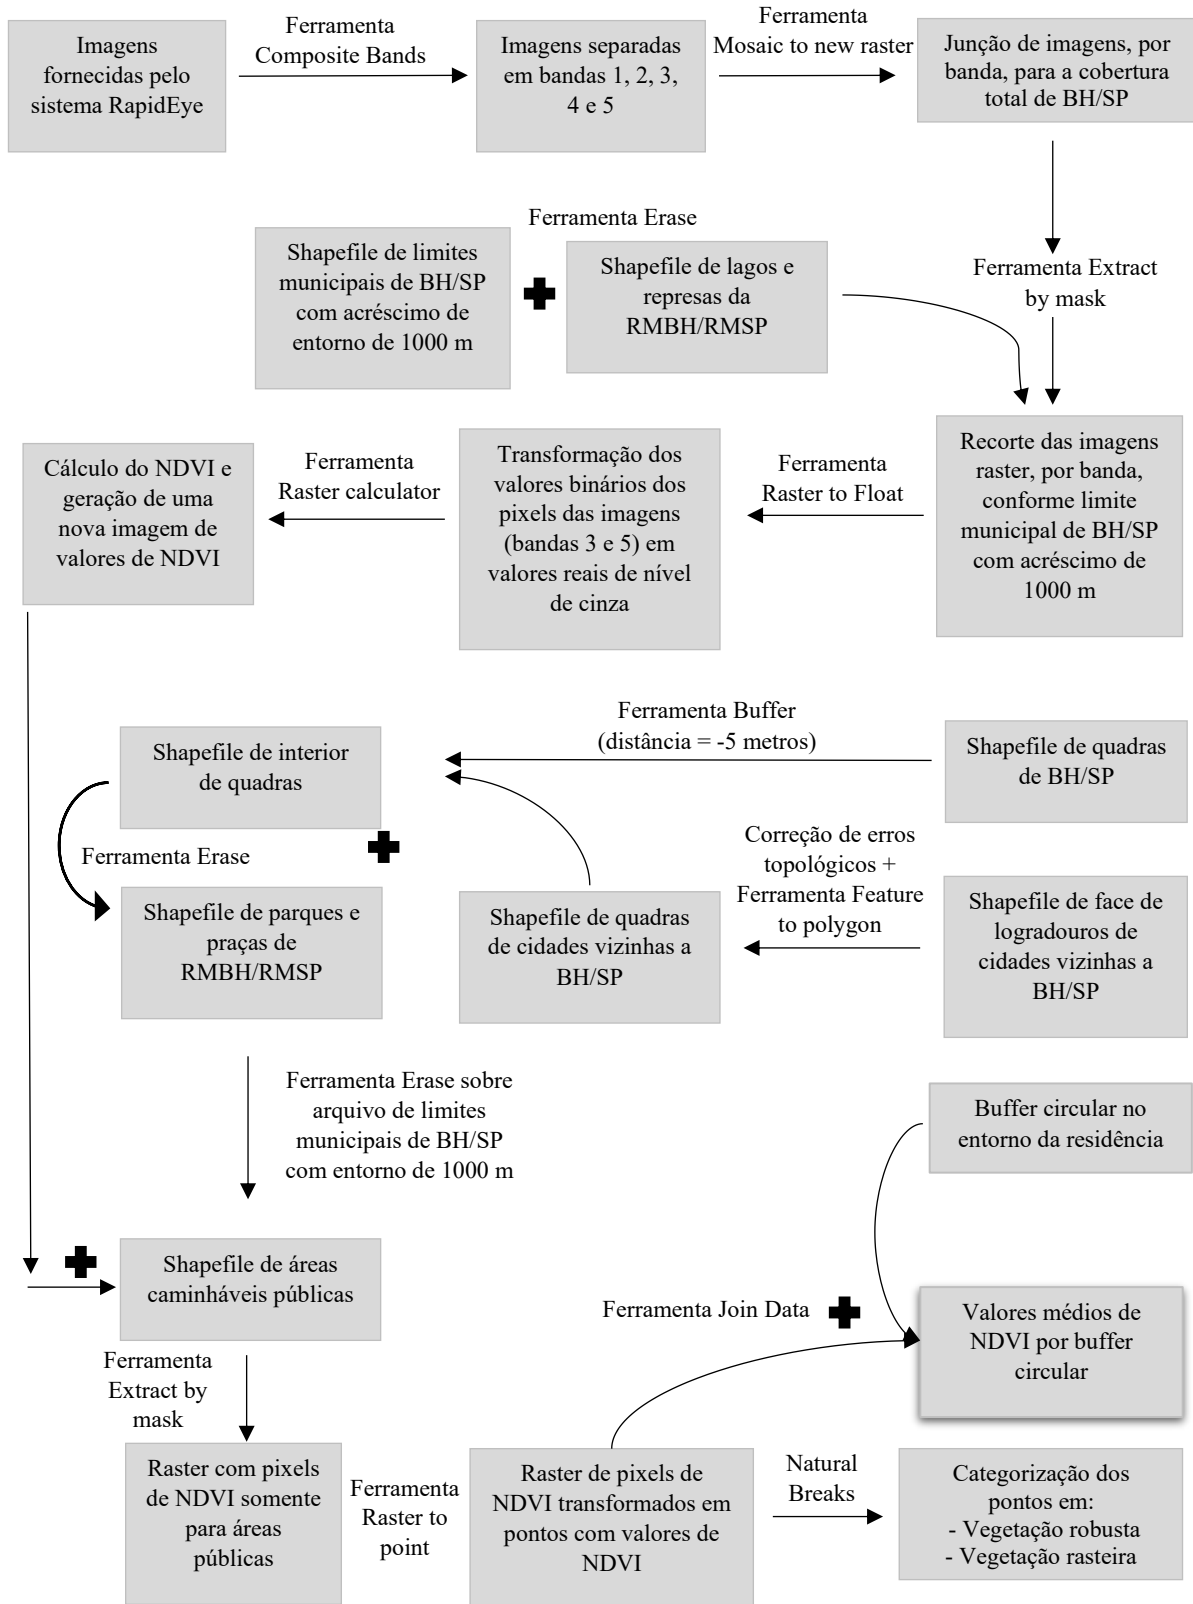 Imagens
fornecidas pelo
sistema RapidEye
Ferramenta
Composite Bands
Imagens separadas
em bandas 1, 2, 3,
4 e 5
Ferramenta
Mosaic to new raster
Junção de imagens, por
banda, para a cobertura
total de BH/SP
Ferramenta Erase
Shapefile de limites
municipais de BH/SP
com acréscimo de
entorno de 1000 m
Shapefile de lagos e
represas da
RMBH/RMSP
Ferramenta Extract
by mask
Cálculo do NDVI e
geração de uma
nova imagem de
valores de NDVI
Ferramenta
Raster calculator
Transformação dos
valores binários dos
pixels das imagens
(bandas 3 e 5) em
valores reais de nível
de cinza
Ferramenta
Raster to Float
Recorte das imagens
raster, por banda,
conforme limite
municipal de BH/SP
com acréscimo de
1000 m
Shapefile de interior
de quadras
Ferramenta Buffer
(distância = -5 metros)
Shapefile de quadras
de BH/SP
Ferramenta Erase
Correção de erros
topológicos +
Ferramenta Feature
to polygon
Shapefile de parques e
praças de
RMBH/RMSP
Shapefile de quadras
de cidades vizinhas a
BH/SP
Shapefile de face de
logradouros de
cidades vizinhas a
BH/SP
Ferramenta Erase sobre
arquivo de limites
municipais de BH/SP
com entorno de 1000 m
Buffer circular no
entorno da residência
Shapefile de áreas
caminháveis públicas
Ferramenta Join Data
Valores médios de
NDVI por buffer
circular
Ferramenta
Extract by
mask
Raster com pixels
de NDVI somente
para áreas
públicas
Ferramenta
Raster to
point
Raster de pixels de
NDVI transformados em
pontos com valores de
NDVI
Natural
Breaks
Categorização dos
pontos em:
- Vegetação robusta
- Vegetação rasteira